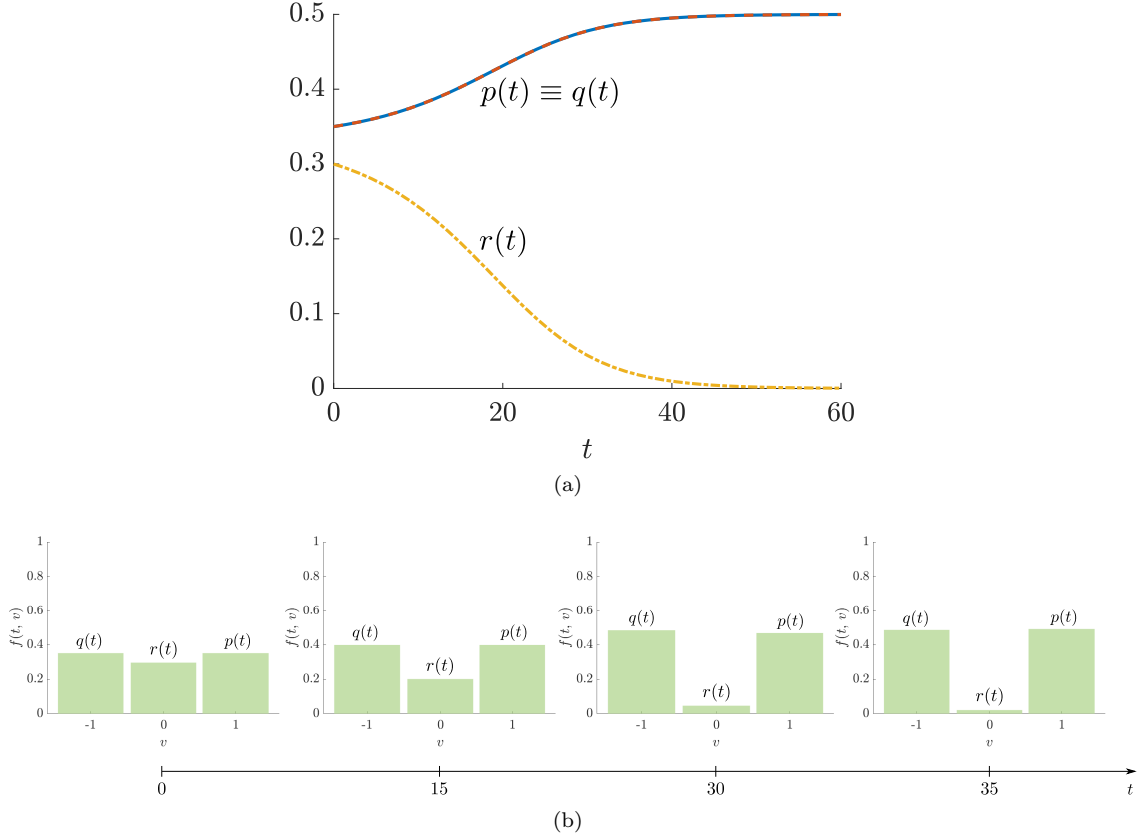 0.5
0.4
p(t) ≡ q(t)
0.3
r(t)
0.2
0.1
0
0 20 40 60
t
(a)
1 1 1 1
0.8 0.8 0.8 0.8
f(t, v) f(t, v) f(t, v) f(t, v)
0.6 0.6 0.6 0.6
q(t) r(t) p(t) q(t) r(t) p(t) q(t) r(t) p(t) q(t) r(t) p(t)
0.4 0.4 0.4 0.4
0.2 0.2 0.2 0.2
0 0 0 0
-1 0 1 -1 0 1 -1 0 1 -1 0 1
v v v v
0 15 30 35 t
(b)